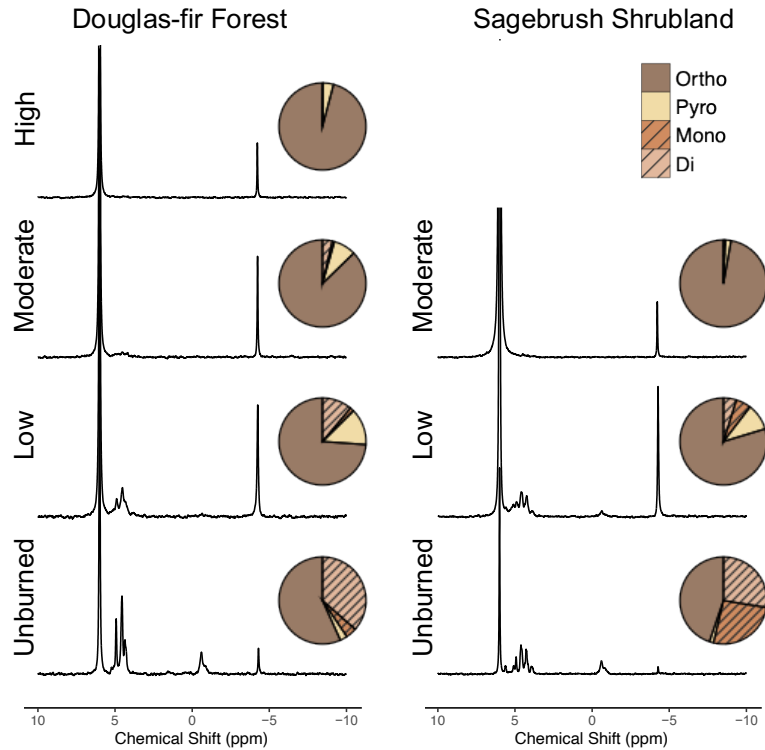 Douglas-fir Forest
Sagebrush Shrubland
Ortho
Pyro
Mono
Di
High
Moderate
Low
Unburned
Moderate
Low
Unburned
10 5 0 −5 −10
Chemical Shift (ppm)
10 5 0 −5 −10
Chemical Shift (ppm)